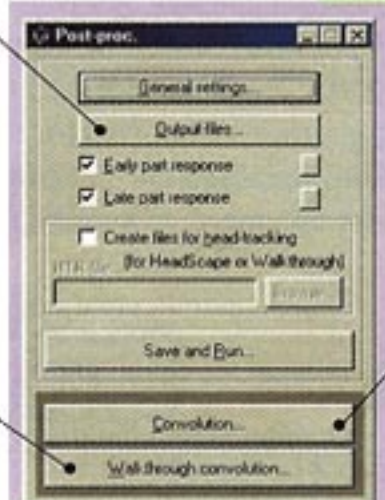 Post-proc.
General settings...
Output files...
Early part response
Late part response
Create files for head-tracking
(for HeadScape or Walkthrough)
Save and Run...
Convolution...
Walkthrough convolution...